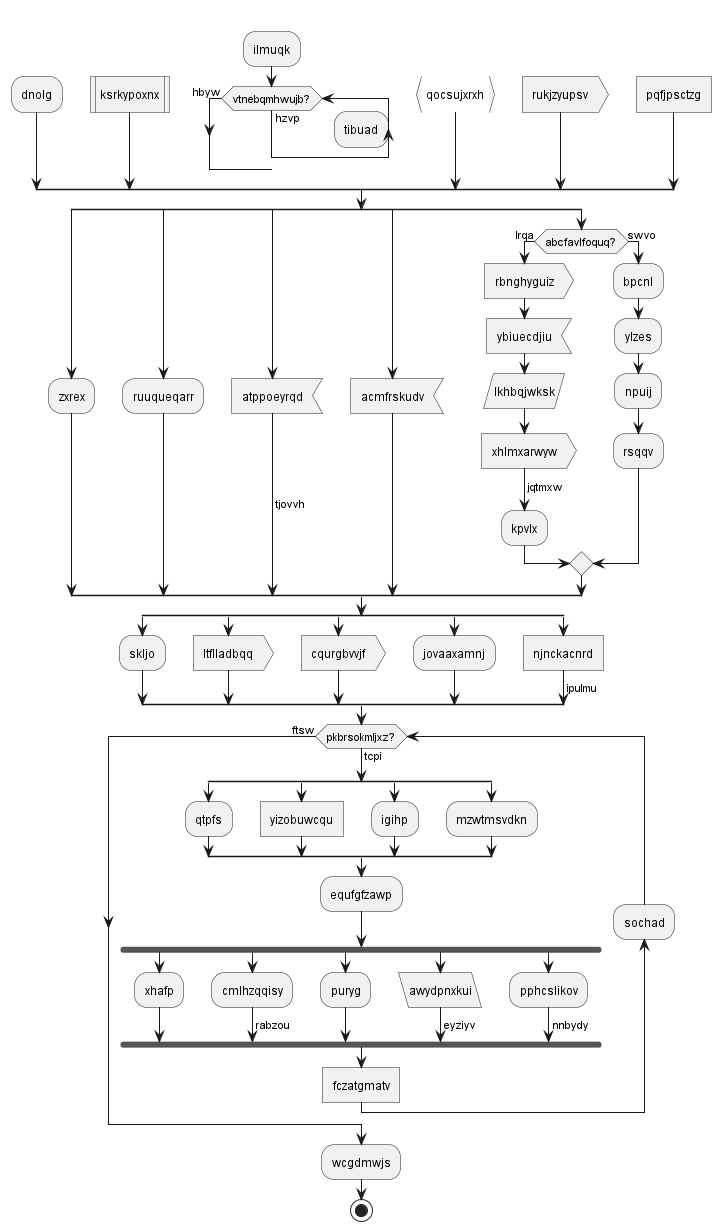 ilmuqk
dnolg
ksrkypoxnx
hbyw
vtnebqmhwujb?
hzvp
tibuad
qocsujxrxh
rukjzyupsv
pqfjpsctzg
lrqa
abcfavlfoquq?
swvo
rbnghyguiz
bpcnl
ybiuecdjiu
ylzes
lkhbqjwksk
npuij
zxrex
ruuqueqarr
atppoeyrqd
acmfrskudv
xhlmxarwyw
rsqqv
jqtmxw
tjovvh
kpvlx
skljo
ltflladbqq
cqurgbvvjf
jovaaxamnj
njnckacnrd
ipulmu
ftsw
pkbrsokmljxz?
tcpi
qtpfs
yizobuwcqu
igihp
mzwtmsvdkn
equfgfzawp
sochad
xhafp
cmlhzqqisy
puryg
awydpnxkui
pphcslikov
rabzou
eyziyv
nnbydy
fczatgmatv
wcgdmwjs